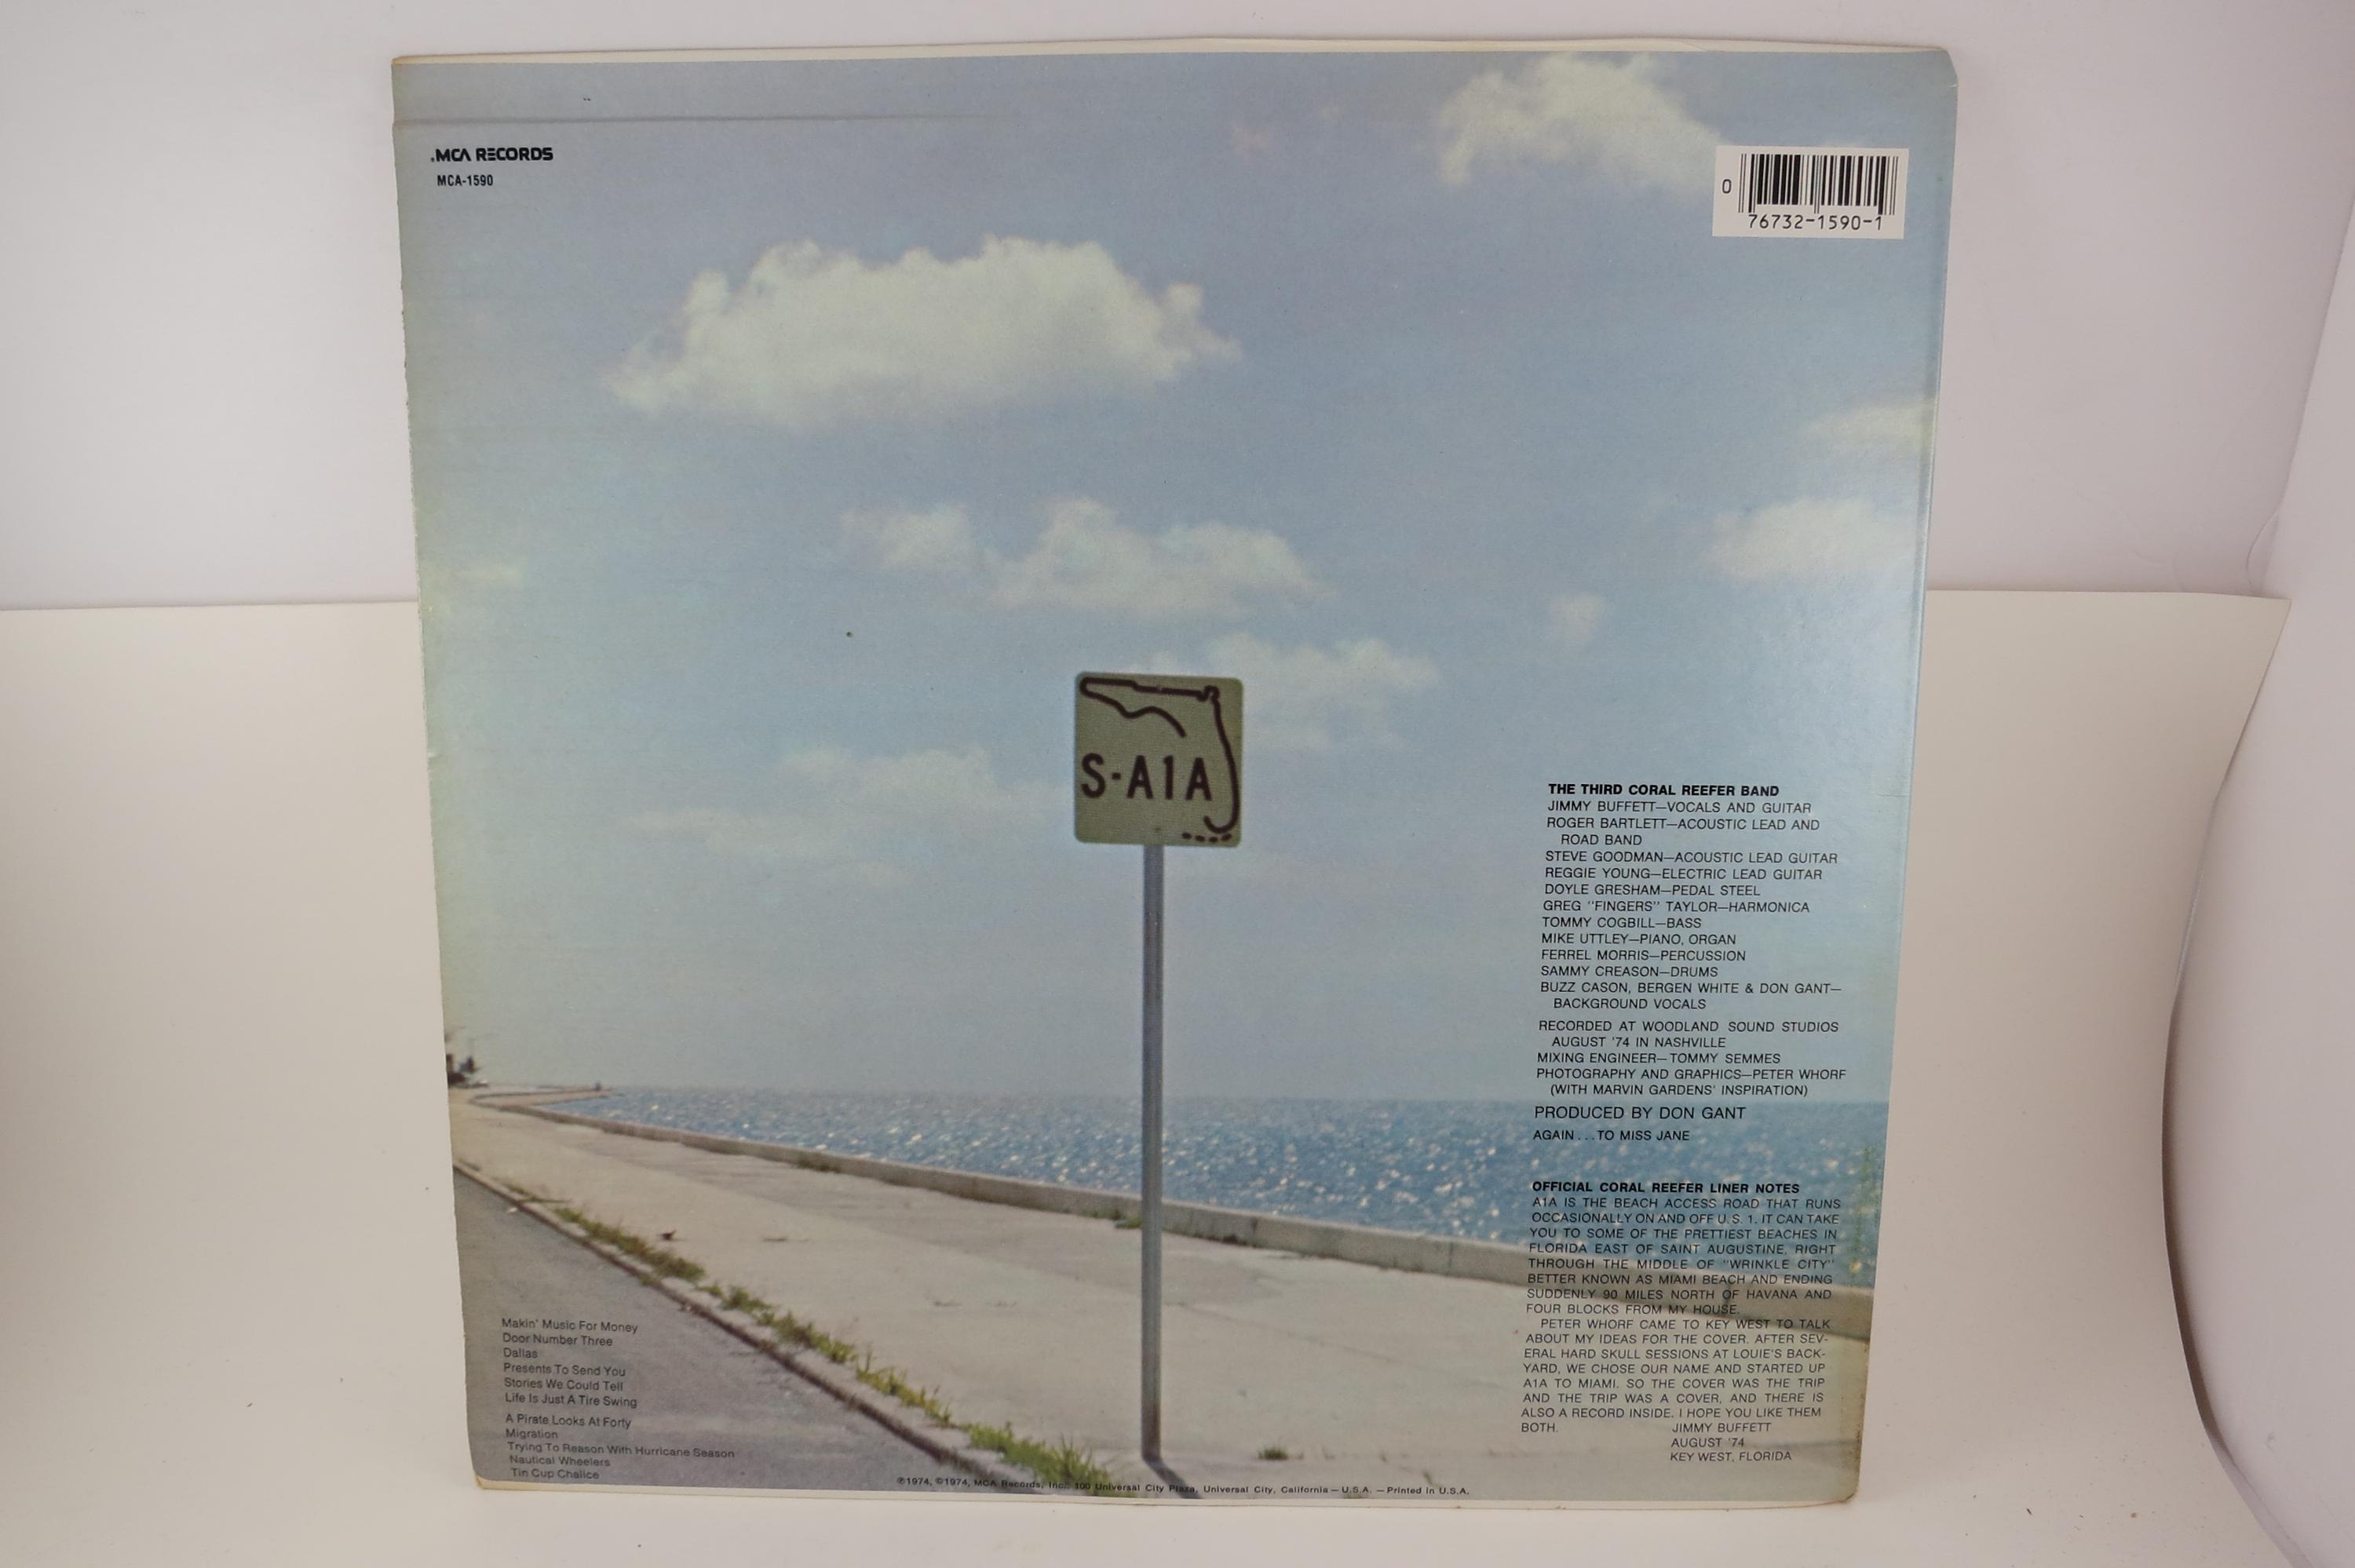 MCA RECORDS
MCA-1590
0
76732-1590-1
S-A1A
THE THIRD CORAL REEFER BAND
JIMMY BUFFETT—VOCALS AND GUITAR
ROGER BARTLETT—ACOUSTIC LEAD AND
ROAD BAND
STEVE GOODMAN—ACOUSTIC LEAD GUITAR
REGGIE YOUNG—ELECTRIC LEAD GUITAR
DOYLE GRESHAM—PEDAL STEEL
GREG "FINGERS" TAYLOR—HARMONICA
TOMMY COGBILL—BASS
MIKE UTTLEY—PIANO, ORGAN
FERREL MORRIS—PERCUSSION
SAMMY CREASON—DRUMS
BUZZ CASON, BERGEN WHITE & DON GANT—
BACKGROUND VOCALS
RECORDED AT WOODLAND SOUND STUDIOS
AUGUST '74 IN NASHVILLE
MIXING ENGINEER—TOMMY SEMMES
PHOTOGRAPHY AND GRAPHICS—PETER WHORF
(WITH MARVIN GARDENS' INSPIRATION)
PRODUCED BY DON GANT
AGAIN...TO MISS JANE
OFFICIAL CORAL REEFER LINER NOTES
A1A IS THE BEACH ACCESS ROAD THAT RUNS
OCCASIONALLY ON AND OFF U.S. 1. IT CAN TAKE
YOU TO SOME OF THE PRETTIEST BEACHES IN
FLORIDA EAST OF SAINT AUGUSTINE, RIGHT
THROUGH THE MIDDLE OF "WRINKLE CITY"
BETTER KNOWN AS MIAMI BEACH AND ENDING
SUDDENLY 90 MILES NORTH OF HAVANA AND
FOUR BLOCKS FROM MY HOUSE.
PETER WHORF CAME TO KEY WEST TO TALK
ABOUT MY IDEAS FOR THE COVER. AFTER SEV-
ERAL HARD SKULL SESSIONS AT LOUIE'S BACK-
YARD, WE CHOSE OUR NAME AND STARTED UP
A1A TO MIAMI. SO THE COVER WAS THE TRIP
AND THE TRIP WAS A COVER, AND THERE IS
ALSO A RECORD INSIDE. I HOPE YOU LIKE THEM
BOTH. JIMMY BUFFETT
AUGUST '74
KEY WEST, FLORIDA
Makin' Music For Money
Door Number Three
Dallas
Presents To Send You
Stories We Could Tell
Life Is Just A Tire Swing
A Pirate Looks At Forty
Migration
Trying To Reason With Hurricane Season
Nautical Wheelers
Tin Cup Chalice
℗1974, ©1974, MCA Records, Inc., 100 Universal City Plaza, Universal City, California — U.S.A. — Printed in U.S.A.